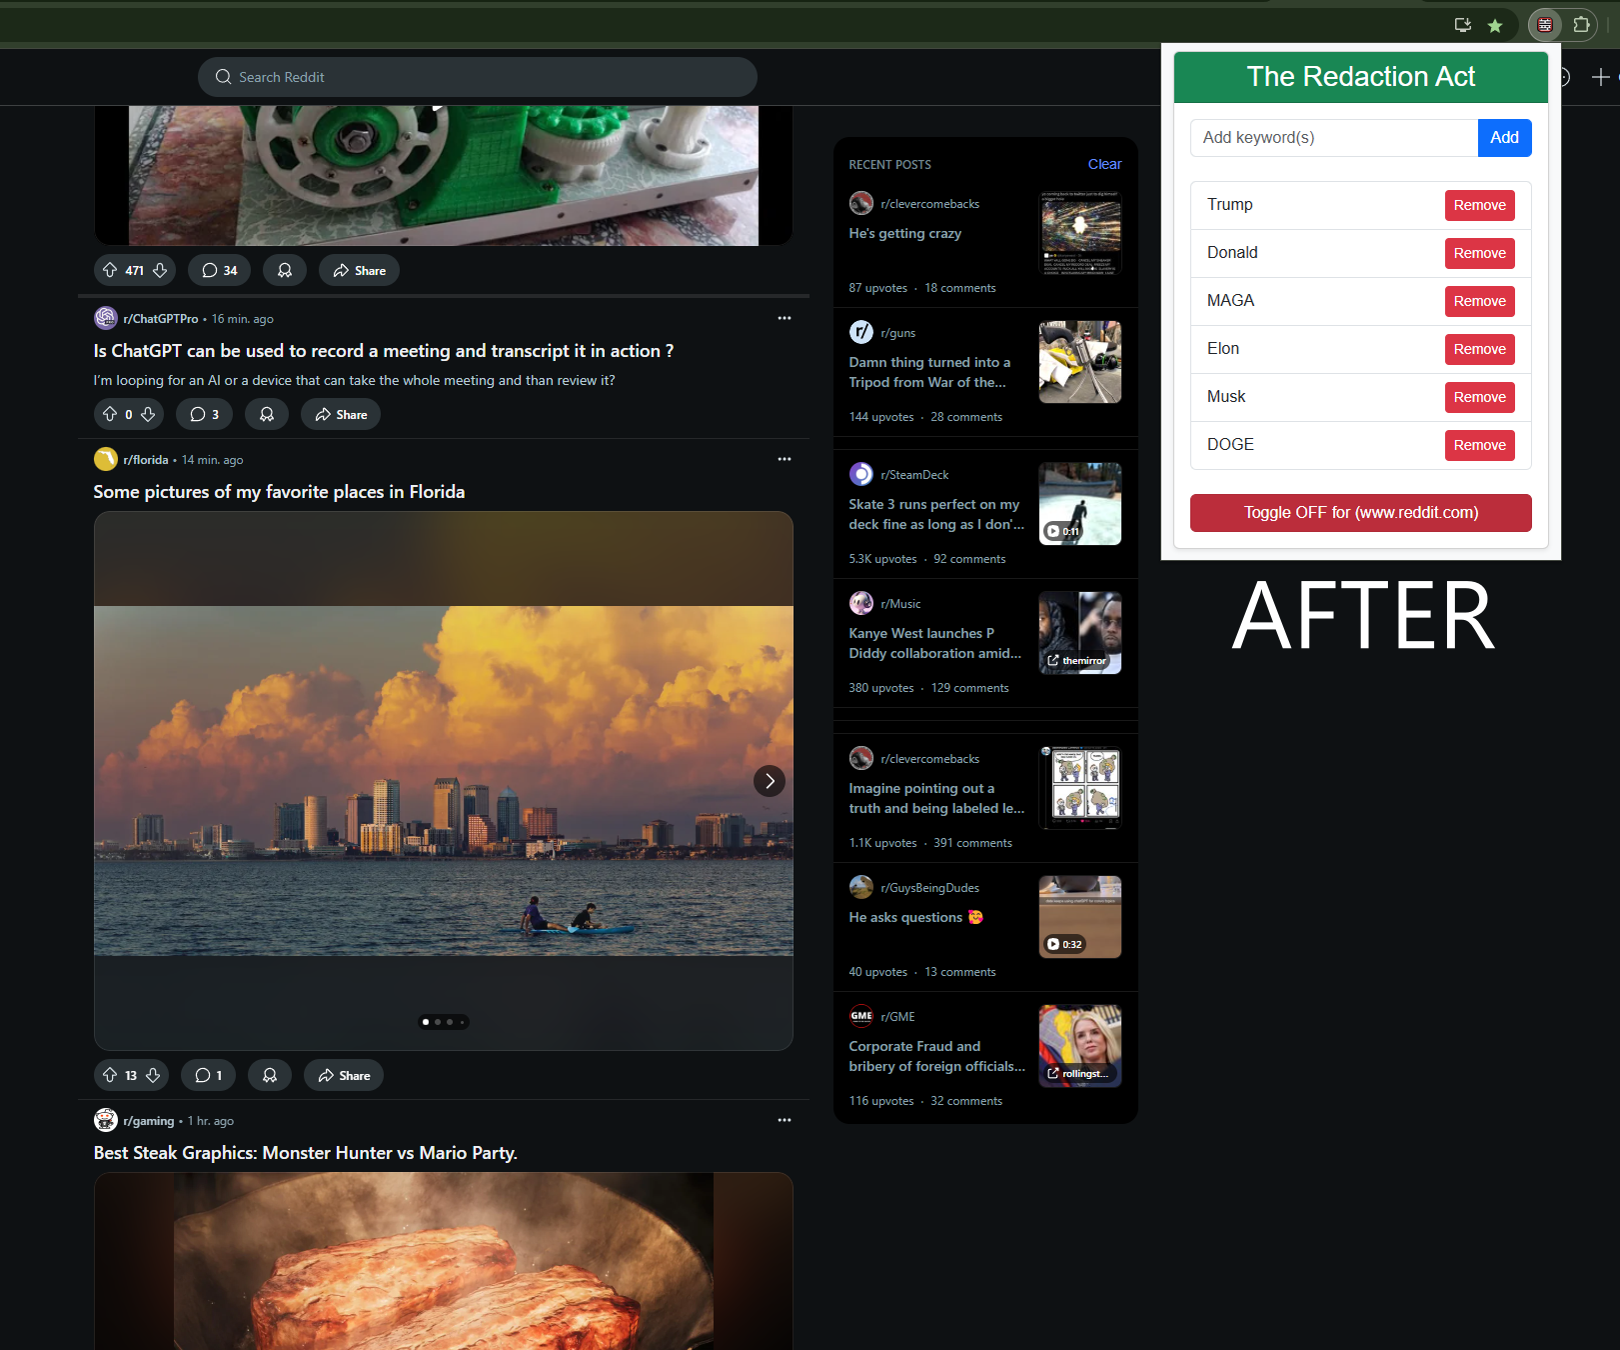 Search Reddit
471
34
Share
r/ChatGPTPro • 16 min. ago
Is ChatGPT can be used to record a meeting and transcript it in action ?
I'm looping for an AI or a device that can take the whole meeting and than review it?
0
3
Share
r/florida • 14 min. ago
Some pictures of my favorite places in Florida
13
1
Share
r/gaming • 1 hr. ago
Best Steak Graphics: Monster Hunter vs Mario Party.
RECENT POSTS
Clear
r/clevercomebacks
He's getting crazy
87 upvotes · 18 comments
r/
r/guns
Damn thing turned into a
Tripod from War of the...
144 upvotes · 28 comments
r/SteamDeck
Skate 3 runs perfect on my
deck fine as long as I don'...
0:11
5.3K upvotes · 92 comments
r/Music
Kanye West launches P
Diddy collaboration amid...
themirror
380 upvotes · 129 comments
r/clevercomebacks
Imagine pointing out a
truth and being labeled le...
1.1K upvotes · 391 comments
r/GuysBeingDudes
He asks questions 🥰
0:32
40 upvotes · 13 comments
GME
r/GME
Corporate Fraud and
bribery of foreign officials...
rollingst...
116 upvotes · 32 comments
The Redaction Act
Add keyword(s)
Add
Trump
Remove
Donald
Remove
MAGA
Remove
Elon
Remove
Musk
Remove
DOGE
Remove
Toggle OFF for (www.reddit.com)
AFTER